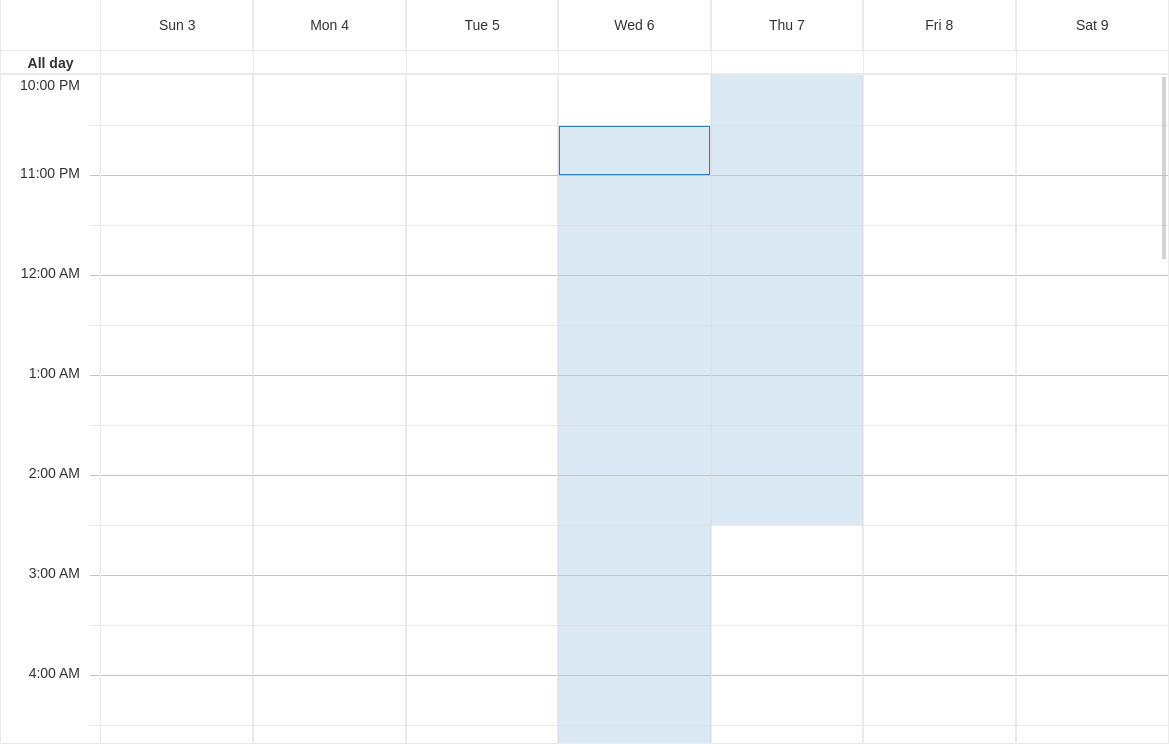 Sun 3 Mon 4 Tue 5 Wed 6 Thu 7 Fri 8 Sat 9
All day
10:00 PM
11:00 PM
12:00 AM
1:00 AM
2:00 AM
3:00 AM
4:00 AM